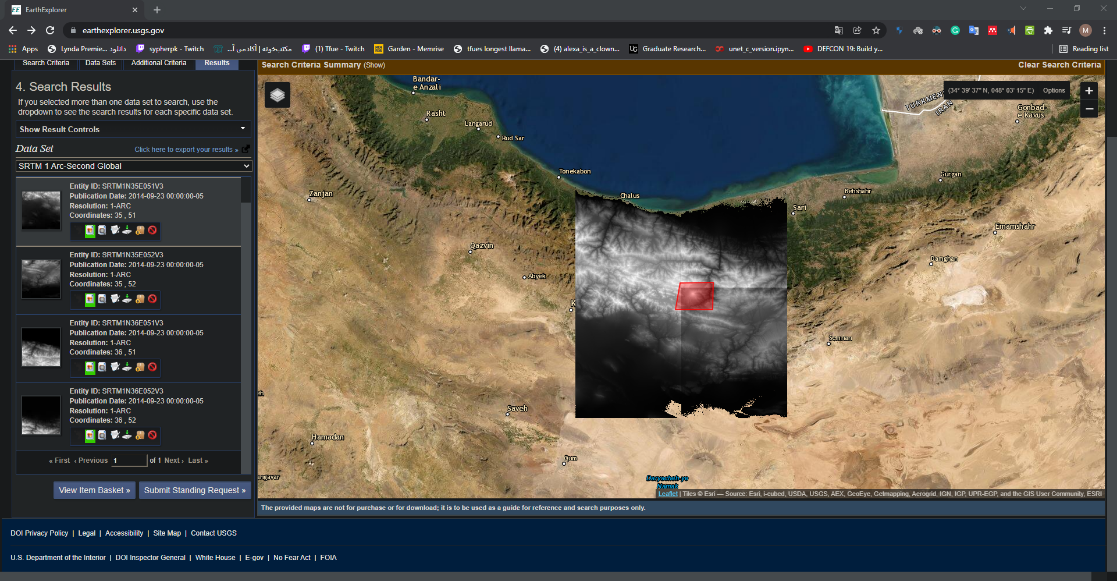 EarthExplorer
earthexplorer.usgs.gov
Apps
Lynda Premie...
دانلود
sypherpk - Twitch
مکتب‌خونه | آکادمی آ...
(1) Tfue - Twitch
Garden - Memrise
tfues longest llama...
(4) alexa_is_a_clown...
Graduate Research...
unet_c_version.ipyn...
DEFCON 19: Build y...
Reading list
Search Criteria
Data Sets
Additional Criteria
Results
4. Search Results
If you selected more than one data set to search, use the
dropdown to see the search results for each specific data set.
Show Result Controls
Data Set
Click here to export your results »
SRTM 1 Arc-Second Global
Entity ID: SRTM1N35E051V3
Publication Date: 2014-09-23 00:00:00-05
Resolution: 1-ARC
Coordinates: 35 , 51
Entity ID: SRTM1N35E052V3
Publication Date: 2014-09-23 00:00:00-05
Resolution: 1-ARC
Coordinates: 35 , 52
Entity ID: SRTM1N36E051V3
Publication Date: 2014-09-23 00:00:00-05
Resolution: 1-ARC
Coordinates: 36 , 51
Entity ID: SRTM1N36E052V3
Publication Date: 2014-09-23 00:00:00-05
Resolution: 1-ARC
Coordinates: 36 , 52
« First ‹ Previous 1 of 1 Next › Last »
View Item Basket »
Submit Standing Request »
Search Criteria Summary (Show)
Clear Search Criteria
(34° 39' 37" N, 048° 03' 15" E)
Options
+
−
Bandar-
e Anzali
Rasht
Langarud
Rud Sar
Tonekabon
Chalus
Zanjan
Qazvin
Abyek
Sari
Behshahr
Gorgan
Gonbad-
e Kavus
Emamshahr
Damghan
Semnan
Saveh
Hamadan
Qom
Leaflet | Tiles © Esri — Source: Esri, i-cubed, USDA, USGS, AEX, GeoEye, Getmapping, Aerogrid, IGN, IGP, UPR-EGP, and the GIS User Community, ESRI
The provided maps are not for purchase or for download; it is to be used as a guide for reference and search purposes only.
DOI Privacy Policy | Legal | Accessibility | Site Map | Contact USGS
U.S. Department of the Interior | DOI Inspector General | White House | E-gov | No Fear Act | FOIA